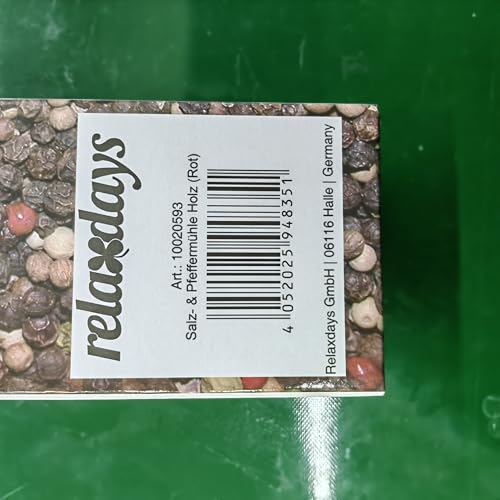 relaxdays
Art.: 10020593
Salz- & Pfeffermühle Holz (Rot)
4 052025 948351
Relaxdays GmbH | 06116 Halle | Germany